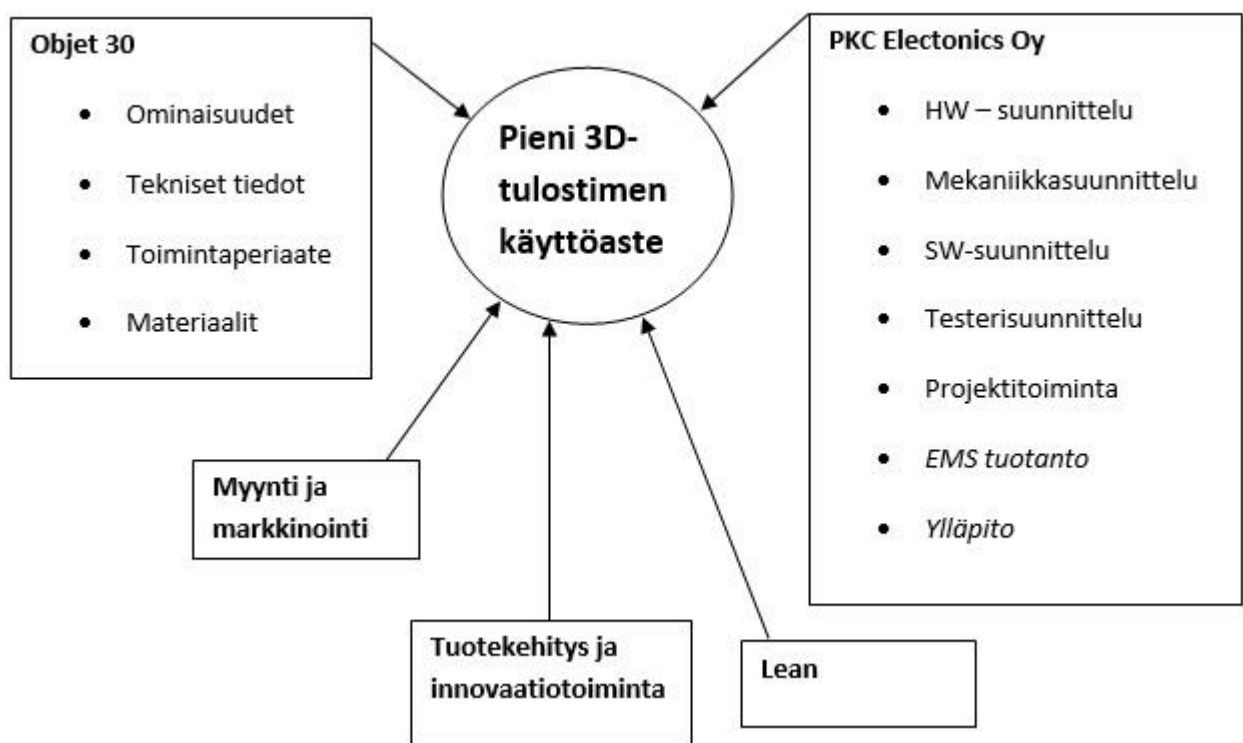 Objet 30
• Ominaisuudet
• Tekniset tiedot
• Toimintaperiaate
• Materiaalit
Pieni 3D-
tulostimen
käyttöaste
PKC Electonics Oy
• HW – suunnittelu
• Mekaniikkasuunnittelu
• SW-suunnittelu
• Testerisuunnittelu
• Projektitoiminta
• EMS tuotanto
• Ylläpito
Myynti ja
markkinointi
Tuotekehitys ja
innovaatiotoiminta
Lean